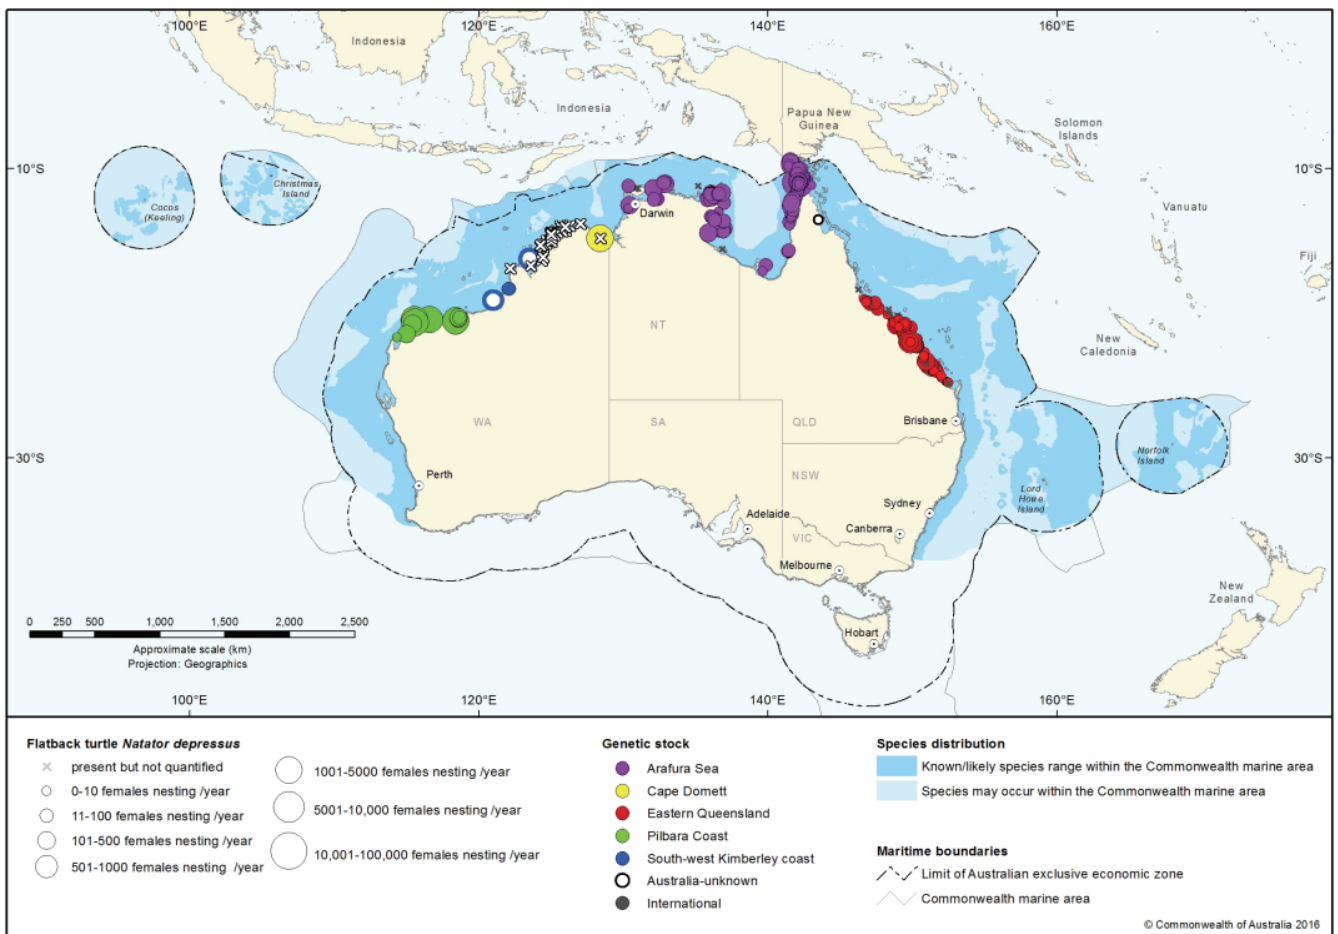 100°E
120°E
140°E
160°E
Indonesia
Indonesia
Papua New
Guinea
Solomon
Islands
10°S
10°S
Christmas
Island
Cocos
(Keeling)
Darwin
Vanuatu
Fiji
NT
New
Caledonia
WA
SA
QLD
Brisbane
30°S
30°S
Norfolk
Island
Perth
NSW
Lord
Howe
Island
Sydney
Adelaide
Canberra
VIC
Melbourne
New
Zealand
Hobart
0 250 500 1,000 1,500 2,000 2,500
Approximate scale (km)
Projection: Geographics
100°E
120°E
140°E
160°E
Flatback turtle Natator depressus
present but not quantified
0-10 females nesting /year
11-100 females nesting /year
101-500 females nesting /year
501-1000 females nesting /year
1001-5000 females nesting /year
5001-10,000 females nesting /year
10,001-100,000 females nesting /year
Genetic stock
Arafura Sea
Cape Domett
Eastern Queensland
Pilbara Coast
South-west Kimberley coast
Australia-unknown
International
Species distribution
Known/likely species range within the Commonwealth marine area
Species may occur within the Commonwealth marine area
Maritime boundaries
Limit of Australian exclusive economic zone
Commonwealth marine area
© Commonwealth of Australia 2016